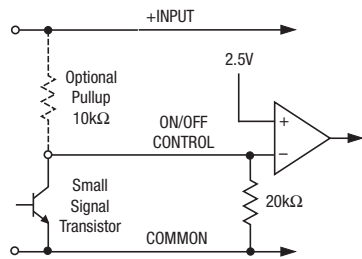 +INPUT
Optional
Pullup
10kΩ
2.5V
ON/OFF
CONTROL
+
−
Small
Signal
Transistor
20kΩ
COMMON